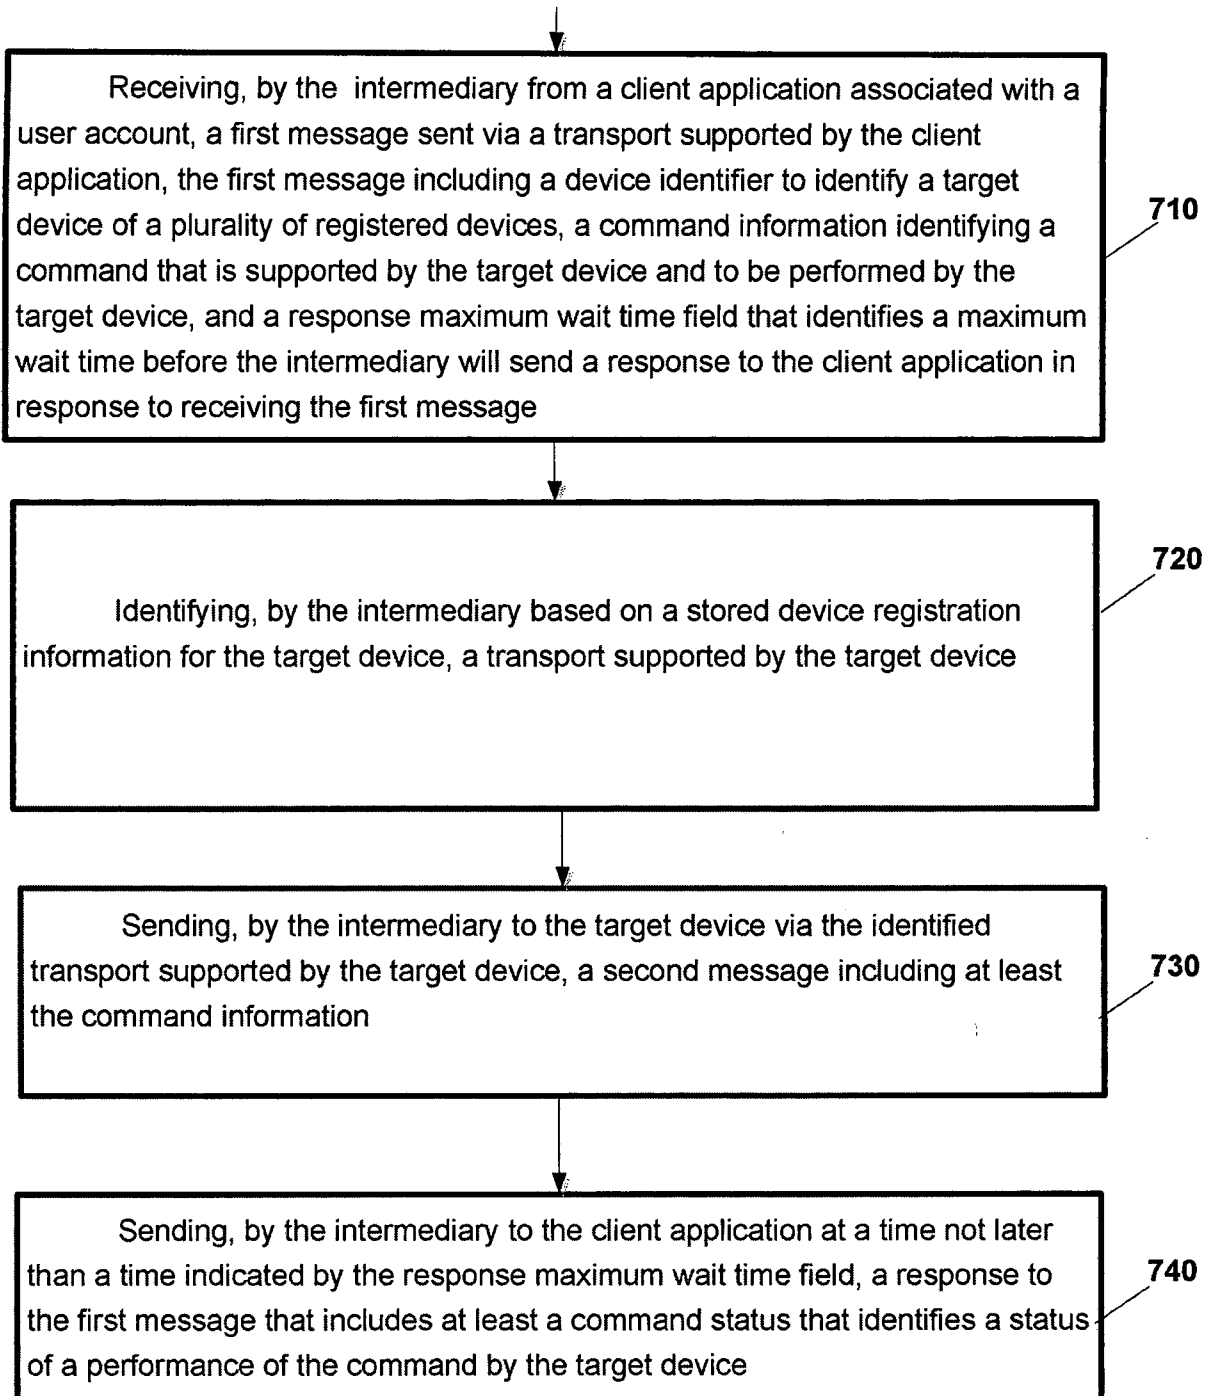 Receiving, by the intermediary from a client application associated with a
user account, a first message sent via a transport supported by the client
application, the first message including a device identifier to identify a target
device of a plurality of registered devices, a command information identifying a
command that is supported by the target device and to be performed by the
target device, and a response maximum wait time field that identifies a maximum
wait time before the intermediary will send a response to the client application in
response to receiving the first message
710
Identifying, by the intermediary based on a stored device registration
information for the target device, a transport supported by the target device
720
Sending, by the intermediary to the target device via the identified
transport supported by the target device, a second message including at least
the command information
730
Sending, by the intermediary to the client application at a time not later
than a time indicated by the response maximum wait time field, a response to
the first message that includes at least a command status that identifies a status
of a performance of the command by the target device
740